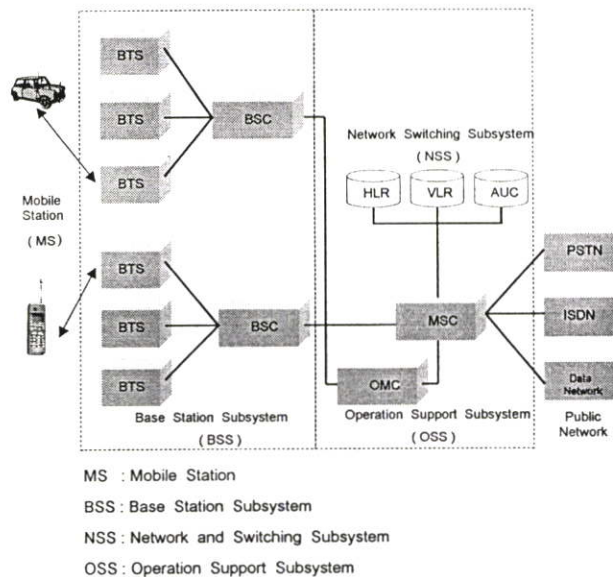 BTS
BTS
BTS
BSC
Mobile
Station
(MS)
Network Switching Subsystem
(NSS)
HLR
VLR
AUC
BTS
BTS
BTS
BSC
MSC
OMC
PSTN
ISDN
Data
Network
Public
Network
Base Station Subsystem
(BSS)
Operation Support Subsystem
(OSS)
MS : Mobile Station
BSS : Base Station Subsystem
NSS : Network and Switching Subsystem
OSS : Operation Support Subsystem